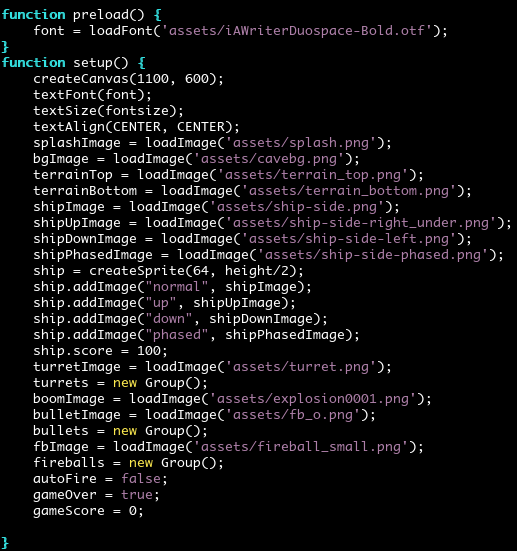 function preload() {
    font = loadFont('assets/iAWriterDuospace-Bold.otf');
}
function setup() {
    createCanvas(1100, 600);
    textFont(font);
    textSize(fontsize);
    textAlign(CENTER, CENTER);
    splashImage = loadImage('assets/splash.png');
    bgImage = loadImage('assets/cavebg.png');
    terrainTop = loadImage('assets/terrain_top.png');
    terrainBottom = loadImage('assets/terrain_bottom.png');
    shipImage = loadImage('assets/ship-side.png');
    shipUpImage = loadImage('assets/ship-side-right_under.png');
    shipDownImage = loadImage('assets/ship-side-left.png');
    shipPhasedImage = loadImage('assets/ship-side-phased.png');
    ship = createSprite(64, height/2);
    ship.addImage("normal", shipImage);
    ship.addImage("up", shipUpImage);
    ship.addImage("down", shipDownImage);
    ship.addImage("phased", shipPhasedImage);
    ship.score = 100;
    turretImage = loadImage('assets/turret.png');
    turrets = new Group();
    boomImage = loadImage('assets/explosion0001.png');
    bulletImage = loadImage('assets/fb_o.png');
    bullets = new Group();
    fbImage = loadImage('assets/fireball_small.png');
    fireballs = new Group();
    autoFire = false;
    gameOver = true;
    gameScore = 0;

}